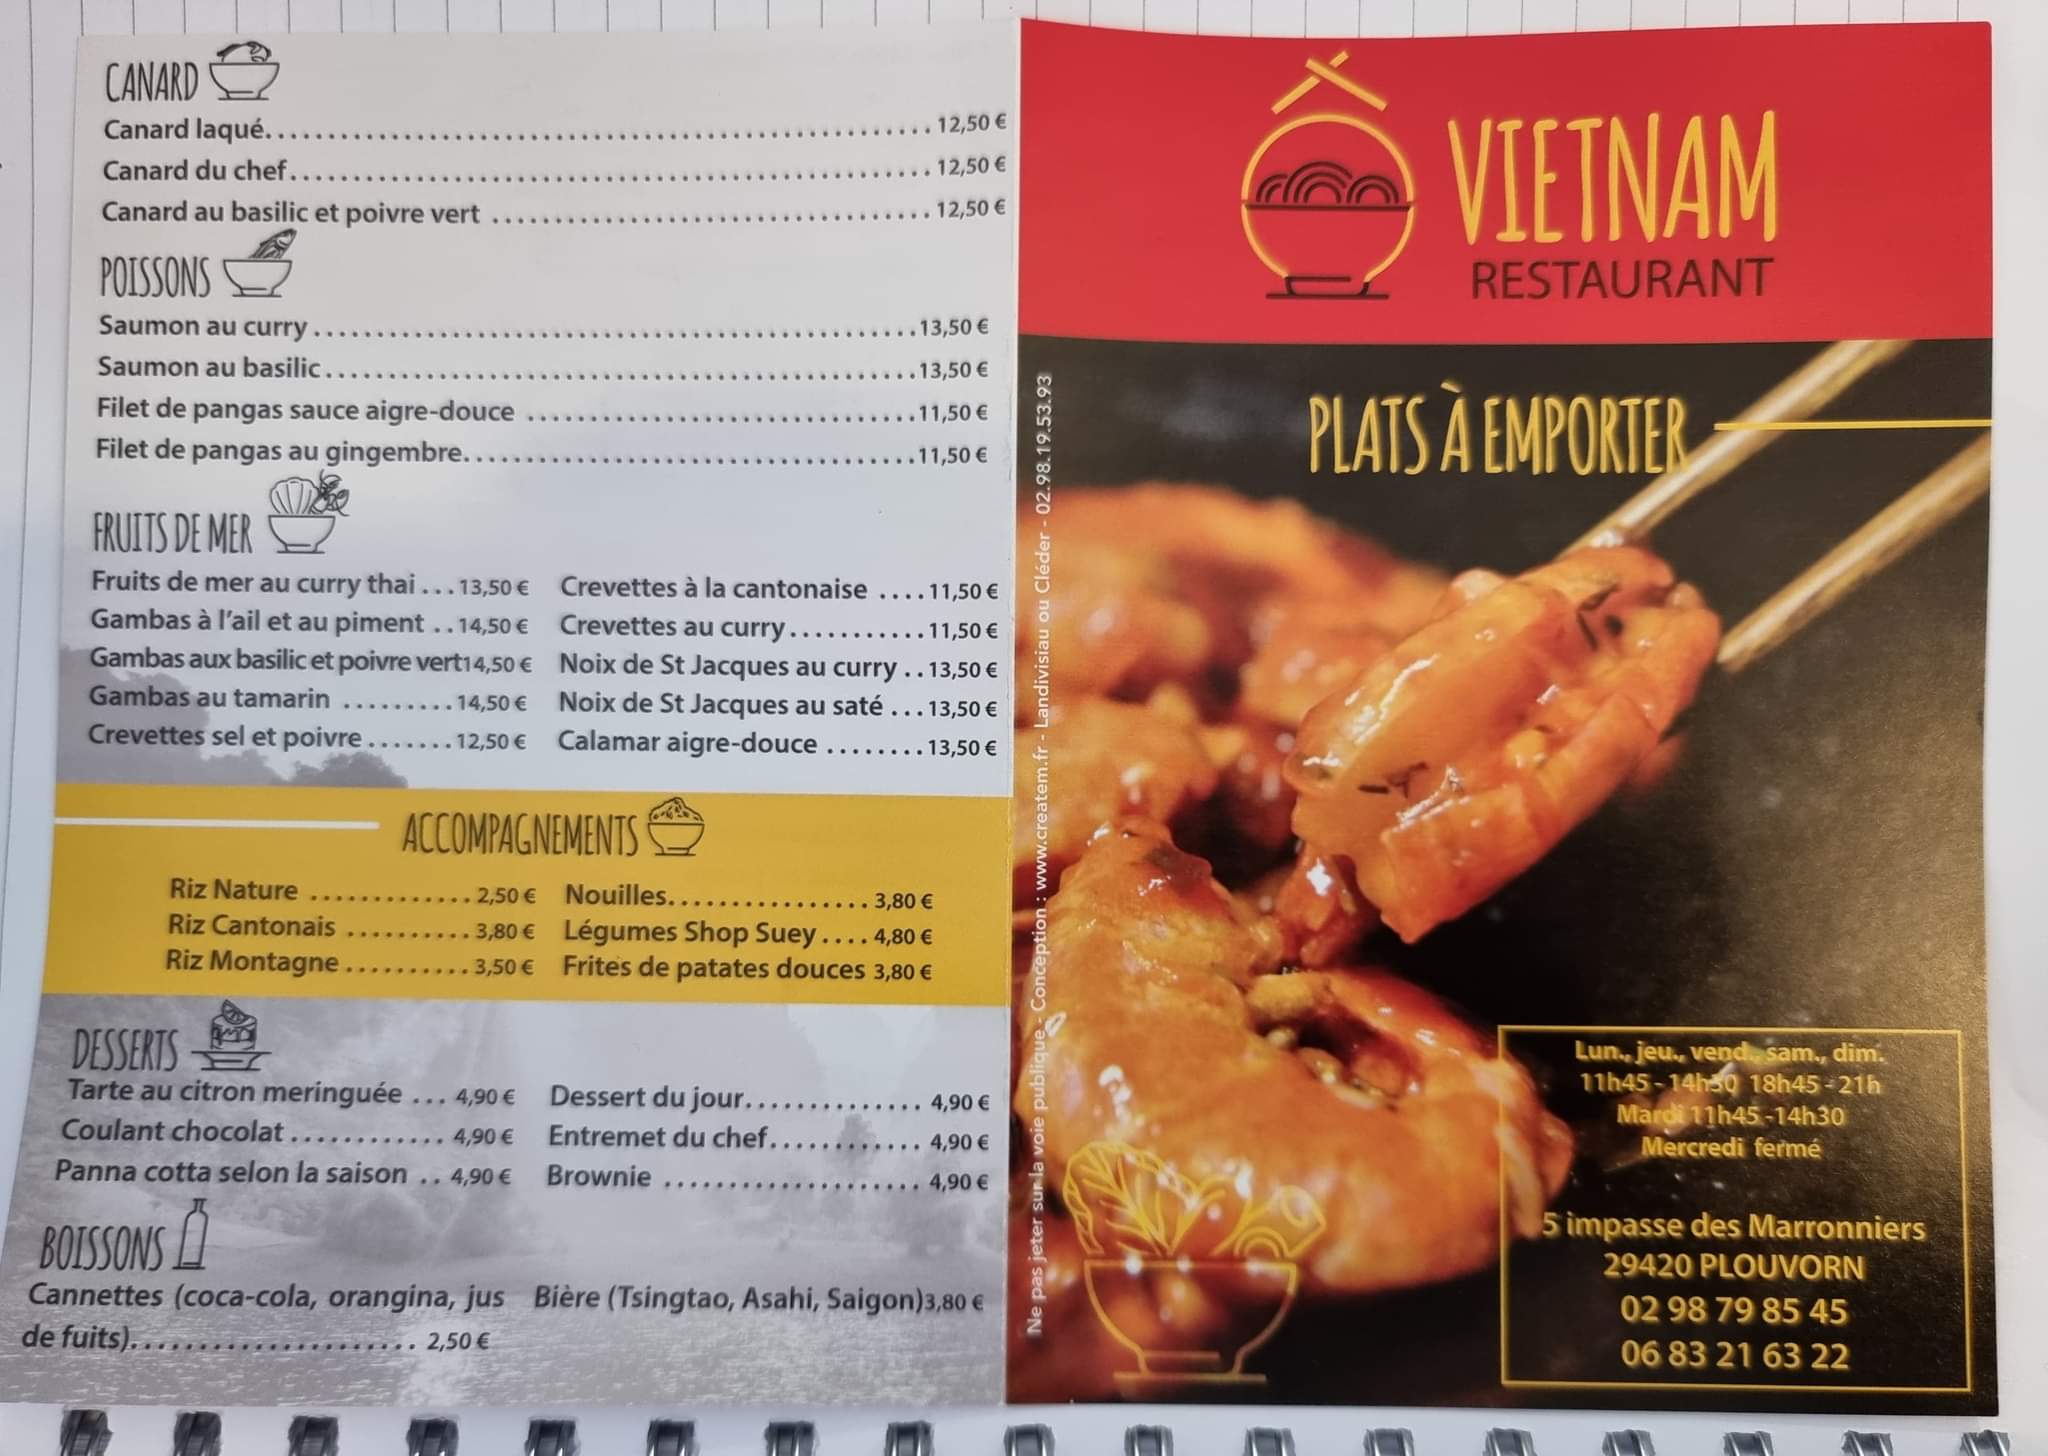 CANARD
Canard laqué.................................................. 12,50 €
Canard du chef................................................ 12,50 €
Canard au basilic et poivre vert .................................. 12,50 €
POISSONS
Saumon au curry ............................................... 13,50 €
Saumon au basilic.............................................. 13,50 €
Filet de pangas sauce aigre-douce .............................. 11,50 €
Filet de pangas au gingembre................................... 11,50 €
FRUITS DE MER
Fruits de mer au curry thai ... 13,50 €
Gambas à l'ail et au piment .. 14,50 €
Gambas aux basilic et poivre vert 14,50 €
Gambas au tamarin ......... 14,50 €
Crevettes sel et poivre ....... 12,50 €
Crevettes à la cantonaise .... 11,50 €
Crevettes au curry........... 11,50 €
Noix de St Jacques au curry .. 13,50 €
Noix de St Jacques au saté ... 13,50 €
Calamar aigre-douce ........ 13,50 €
ACCOMPAGNEMENTS
Riz Nature ............. 2,50 €
Riz Cantonais .......... 3,80 €
Riz Montagne .......... 3,50 €
Nouilles................ 3,80 €
Légumes Shop Suey .... 4,80 €
Frites de patates douces 3,80 €
DESSERTS
Tarte au citron meringuée ... 4,90 €
Coulant chocolat ............ 4,90 €
Panna cotta selon la saison .. 4,90 €
Dessert du jour.............. 4,90 €
Entremet du chef............ 4,90 €
Brownie .................... 4,90 €
BOISSONS
Cannettes (coca-cola, orangina, jus
de fuits)...................... 2,50 €
Bière (Tsingtao, Asahi, Saigon) 3,80 €
Ne pas jeter sur la voie publique - Conception : www.createm.fr - Landivisiau ou Cléder - 02.98.19.53.93
Ô VIETNAM
RESTAURANT
PLATS À EMPORTER
Lun., jeu., vend., sam., dim.
11h45 - 14h30 18h45 - 21h
Mardi 11h45 -14h30
Mercredi fermé
5 impasse des Marronniers
29420 PLOUVORN
02 98 79 85 45
06 83 21 63 22